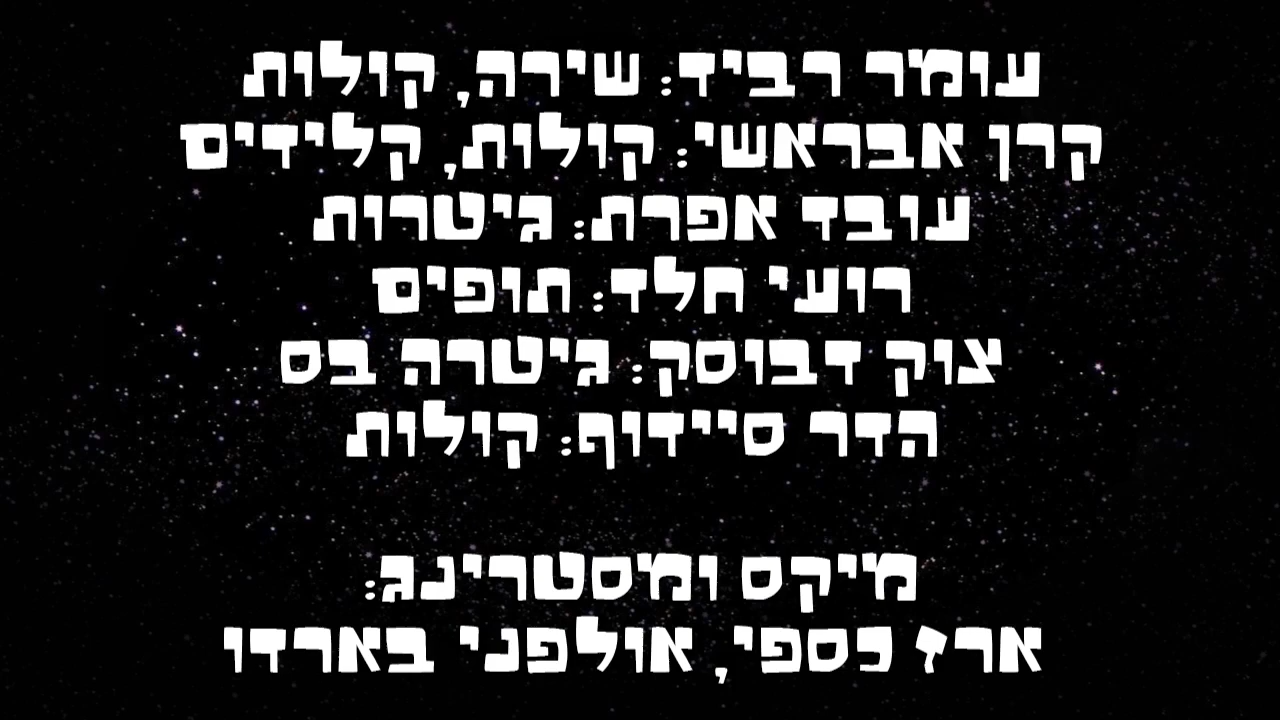 עומר רביד: שירה, קולות
קרן אבראשי: קולות, קלידים
עובד אפרת: גיטרות
רועי חלד: תופים
צוק דבוסק: גיטרה בס
הדר סיידוף: קולות
מיקס ומסטרינג:
ארז כספי, אולפני בארדו